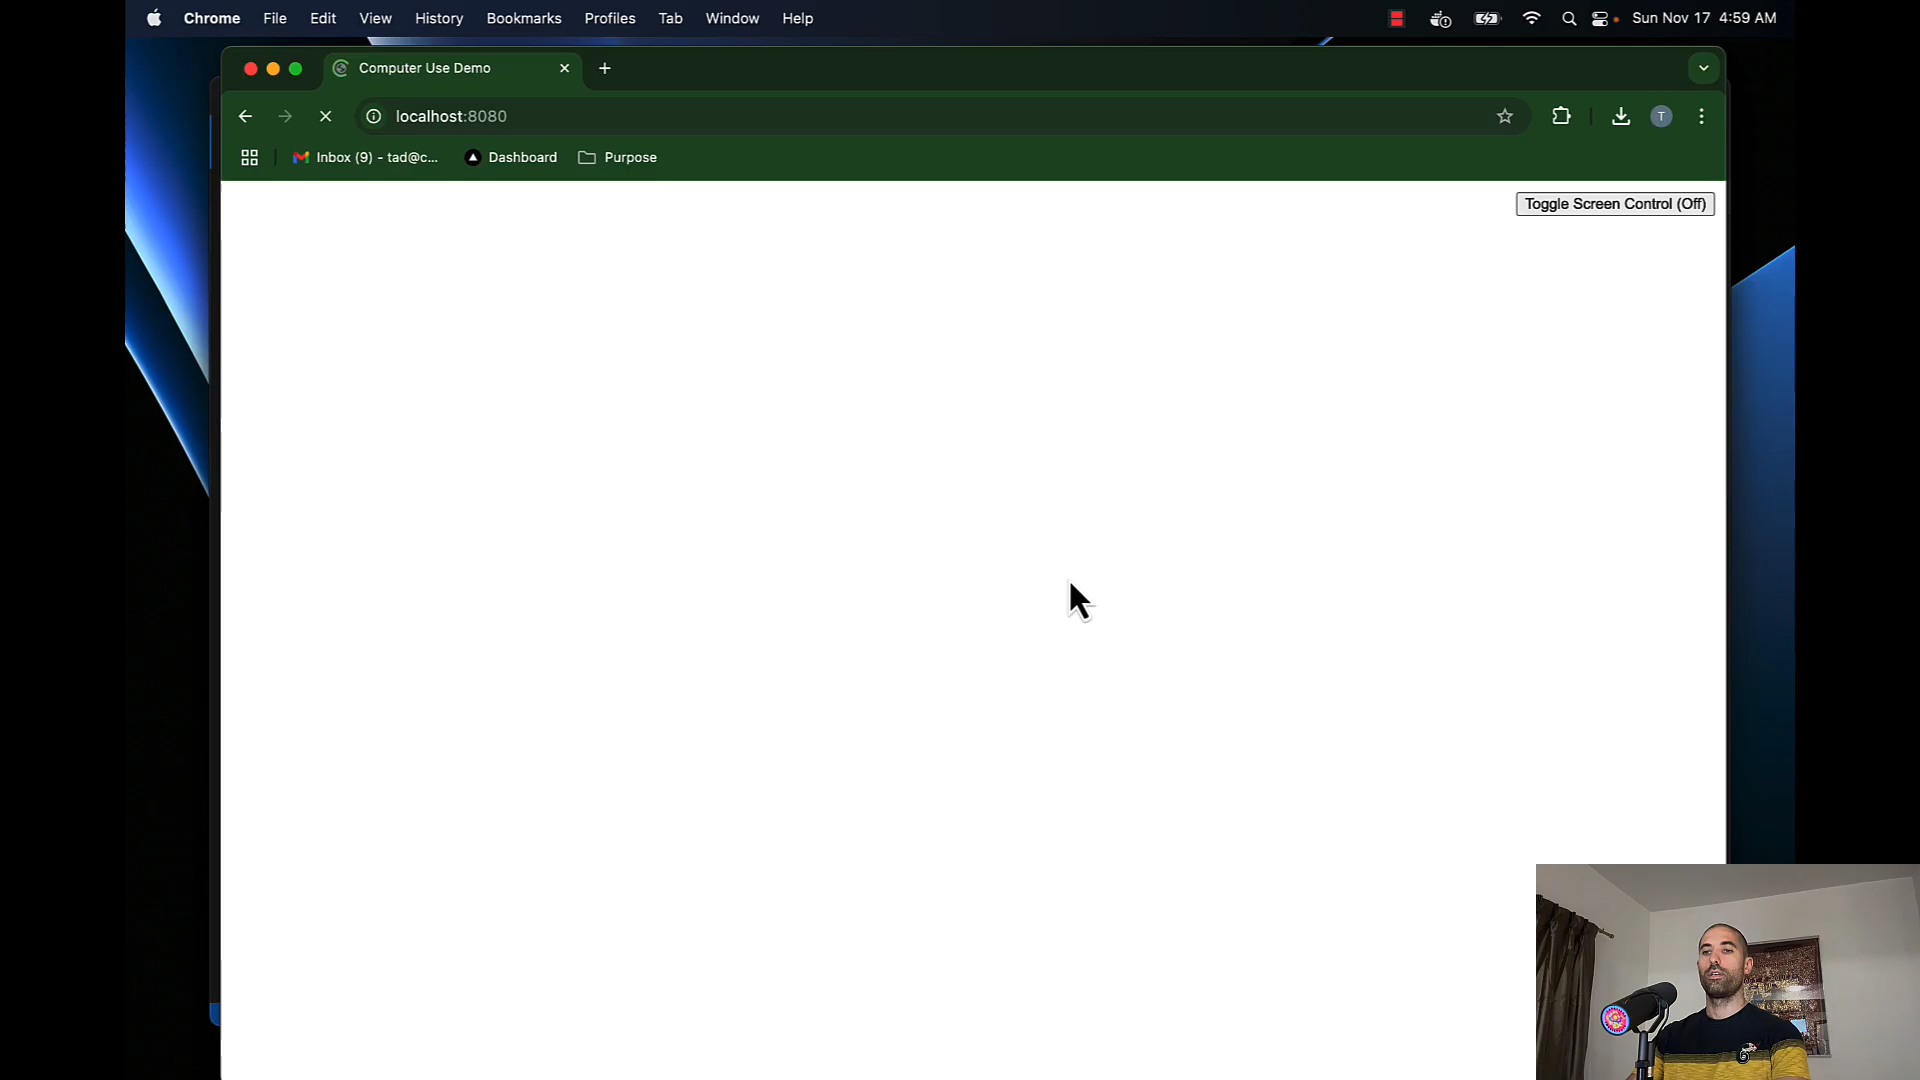 Chrome File Edit View History Bookmarks Profiles Tab Window Help Sun Nov 17 4:59 AM
Computer Use Demo
localhost:8080 T
Inbox (9) - tad@c... Dashboard Purpose
Toggle Screen Control (Off)